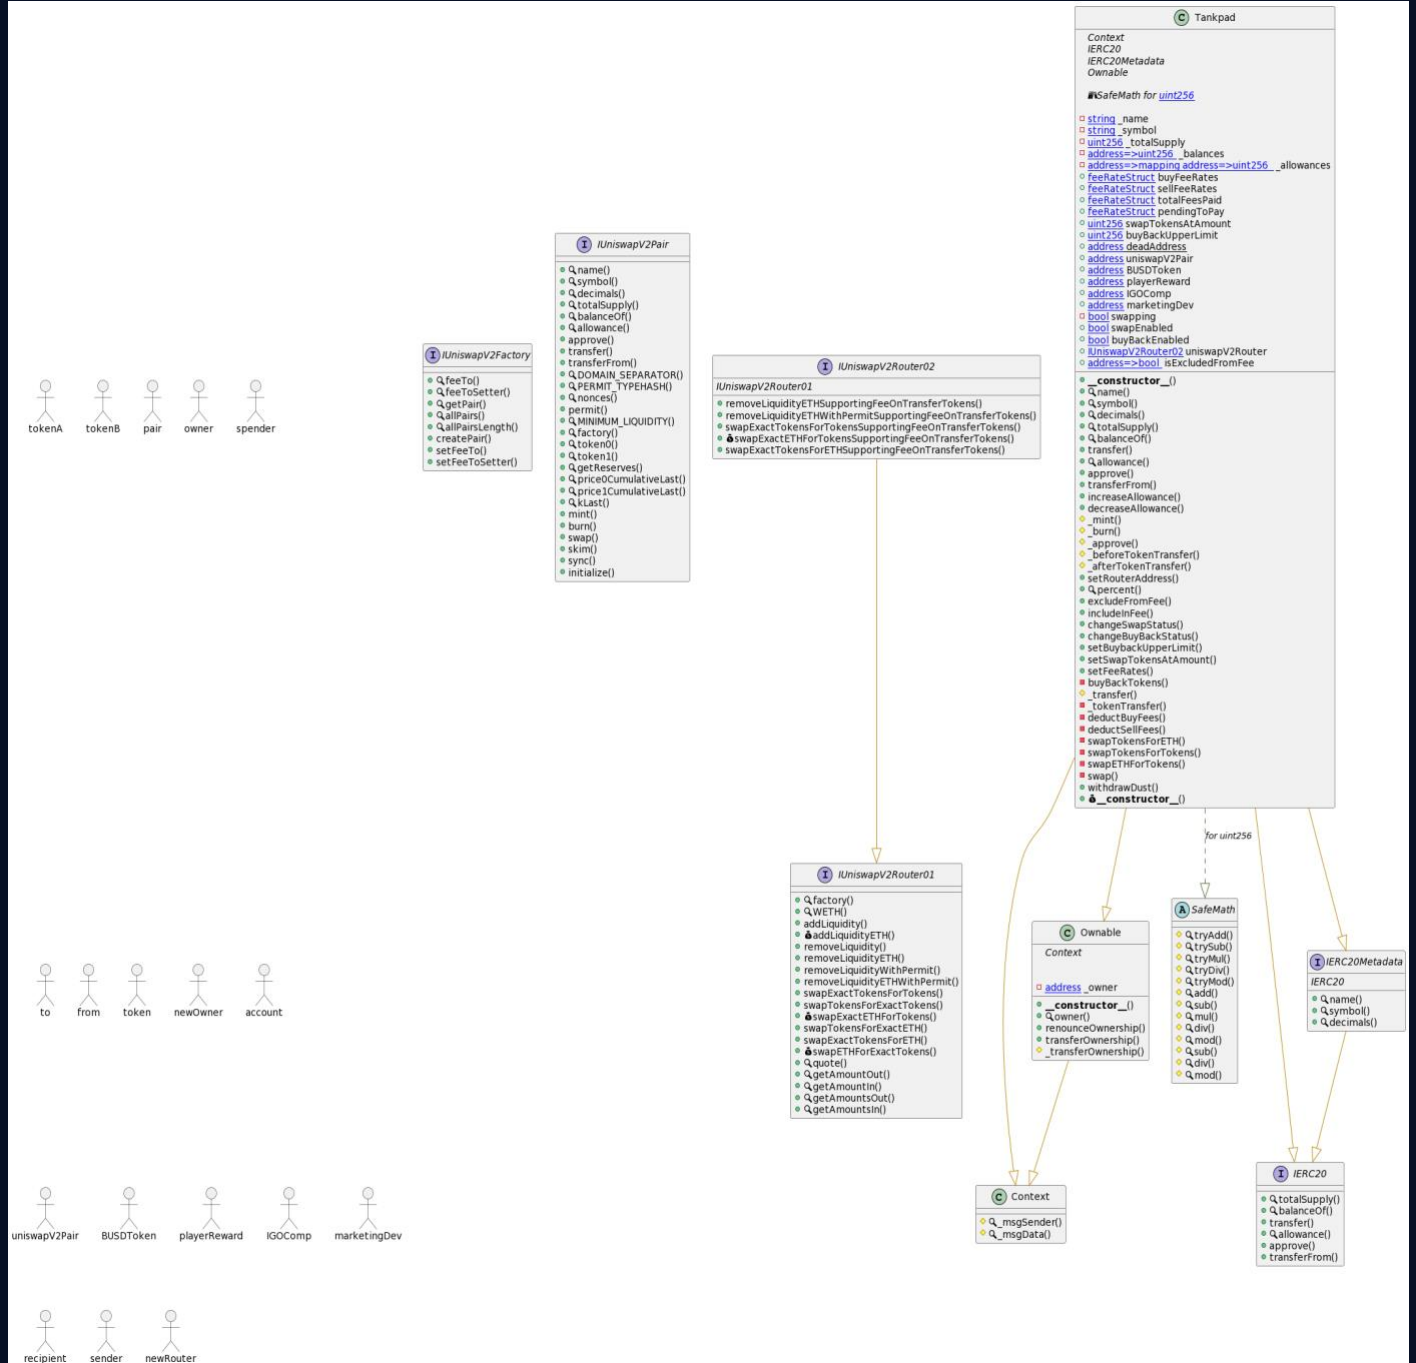 Tankpad
Context
IERC20
IERC20Metadata
Ownable
SafeMath for uint256
string _name
string _symbol
uint256 _totalSupply
address=>uint256 _balances
address=>mapping address=>uint256 _allowances
feeRateStruct buyFeeRates
feeRateStruct sellFeeRates
feeRateStruct totalFeesPaid
feeRateStruct pendingToPay
uint256 swapTokensAtAmount
uint256 buyBackUpperLimit
address deadAddress
address uniswapV2Pair
address BUSDToken
address playerReward
address IGOComp
address marketingDev
bool swapping
bool swapEnabled
bool buyBackEnabled
IUniswapV2Router02 uniswapV2Router
address=>bool isExcludedFromFee
__constructor__()
name()
symbol()
decimals()
totalSupply()
balanceOf()
transfer()
allowance()
approve()
transferFrom()
increaseAllowance()
decreaseAllowance()
_mint()
_burn()
_approve()
_beforeTokenTransfer()
_afterTokenTransfer()
setRouterAddress()
percent()
excludeFromFee()
includeInFee()
changeSwapStatus()
changeBuyBackStatus()
setBuybackUpperLimit()
setSwapTokensAtAmount()
setFeeRates()
buyBackTokens()
_transfer()
_tokenTransfer()
deductBuyFees()
deductSellFees()
swapTokensForETH()
swapTokensForTokens()
swapETHForTokens()
swap()
withdrawDust()
__constructor__()
IUniswapV2Pair
name()
symbol()
decimals()
totalSupply()
balanceOf()
allowance()
approve()
transfer()
transferFrom()
DOMAIN_SEPARATOR()
PERMIT_TYPEHASH()
nonces()
permit()
MINIMUM_LIQUIDITY()
factory()
token0()
token1()
getReserves()
price0CumulativeLast()
price1CumulativeLast()
kLast()
mint()
burn()
swap()
skim()
sync()
initialize()
IUniswapV2Factory
feeTo()
feeToSetter()
getPair()
allPairs()
allPairsLength()
createPair()
setFeeTo()
setFeeToSetter()
IUniswapV2Router02
IUniswapV2Router01
removeLiquidityETHSupportingFeeOnTransferTokens()
removeLiquidityETHWithPermitSupportingFeeOnTransferTokens()
swapExactTokensForTokensSupportingFeeOnTransferTokens()
swapExactETHForTokensSupportingFeeOnTransferTokens()
swapExactTokensForETHSupportingFeeOnTransferTokens()
tokenA tokenB pair owner spender
for uint256
IUniswapV2Router01
factory()
WETH()
addLiquidity()
addLiquidityETH()
removeLiquidity()
removeLiquidityETH()
removeLiquidityWithPermit()
removeLiquidityETHWithPermit()
swapExactTokensForTokens()
swapTokensForExactTokens()
swapExactETHForTokens()
swapTokensForExactETH()
swapExactTokensForETH()
swapETHForExactTokens()
quote()
getAmountOut()
getAmountIn()
getAmountsOut()
getAmountsIn()
Ownable
Context
address _owner
__constructor__()
owner()
renounceOwnership()
transferOwnership()
_transferOwnership()
SafeMath
tryAdd()
trySub()
tryMul()
tryDiv()
tryMod()
add()
sub()
mul()
div()
mod()
sub()
div()
mod()
IERC20Metadata
IERC20
name()
symbol()
decimals()
to from token newOwner account
Context
_msgSender()
_msgData()
IERC20
totalSupply()
balanceOf()
transfer()
allowance()
approve()
transferFrom()
uniswapV2Pair BUSDToken playerReward IGOComp marketingDev
recipient sender newRouter